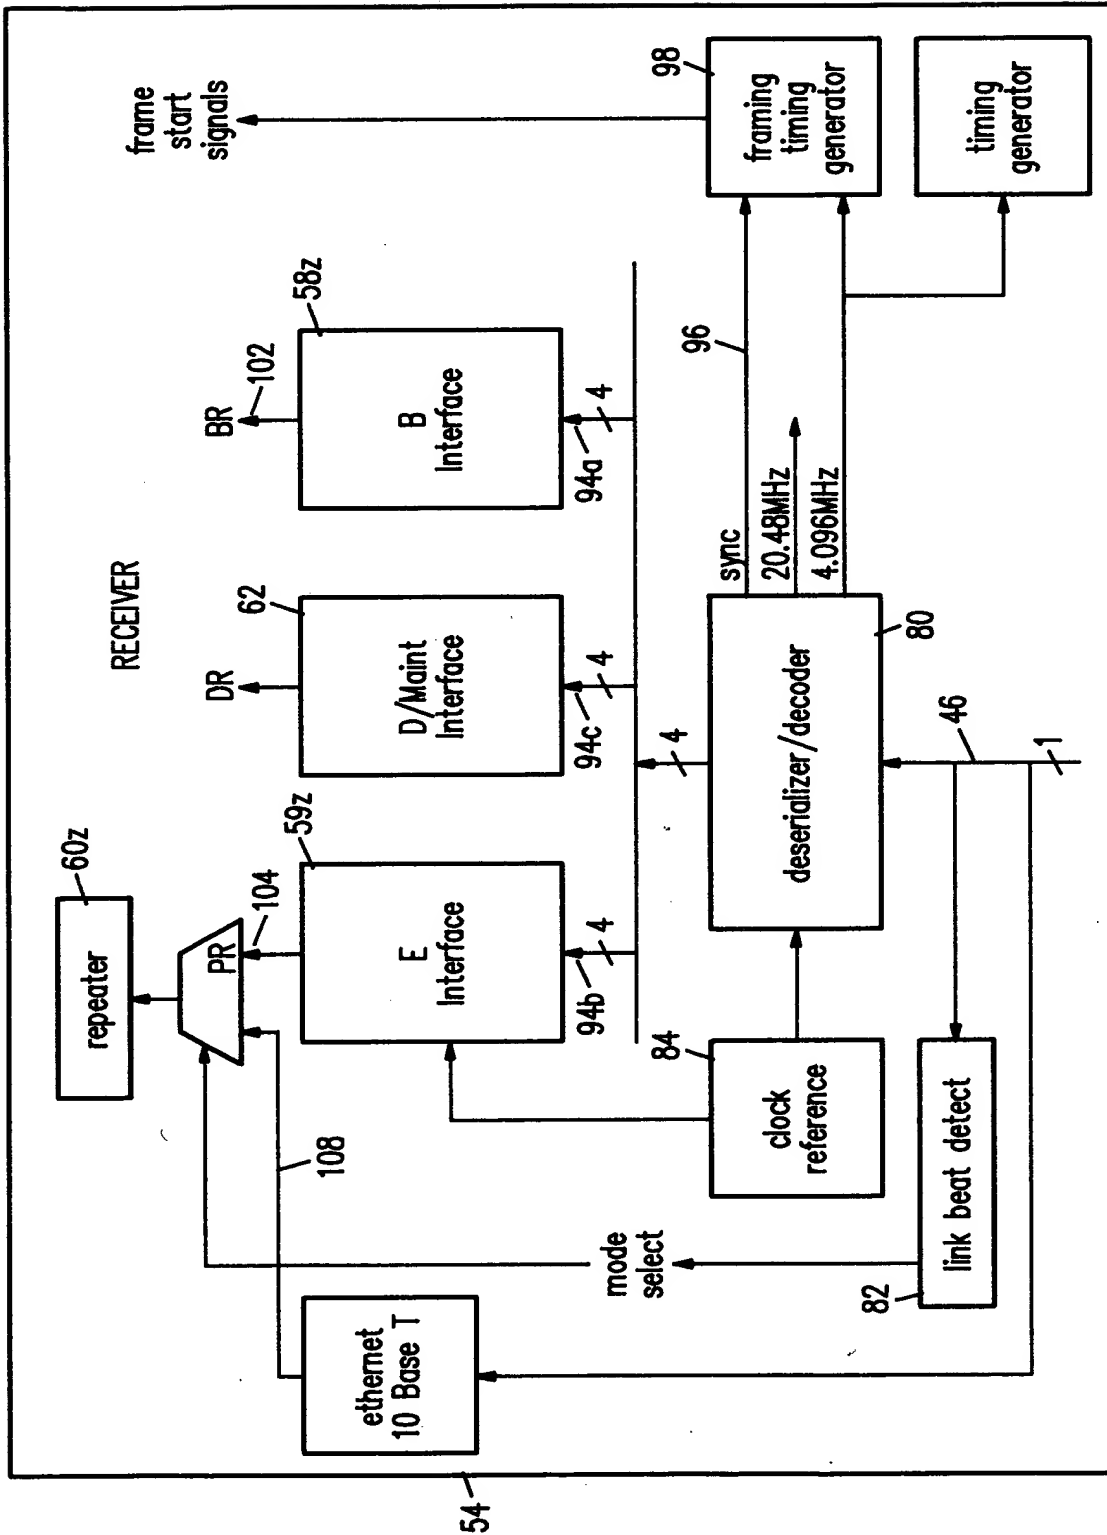 RECEIVER
54
ethernet
10 Base T
108
repeater
60z
PR
104
59z
E
Interface
94b
4
DR
62
D/Maint
Interface
94c
4
BR
102
58z
B
Interface
94a
4
frame
start
signals
mode
select
82
link beat detect
84
clock
reference
4
deserializer/decoder
80
46
1
sync
20.48MHz
4.096MHz
96
98
framing
timing
generator
timing
generator